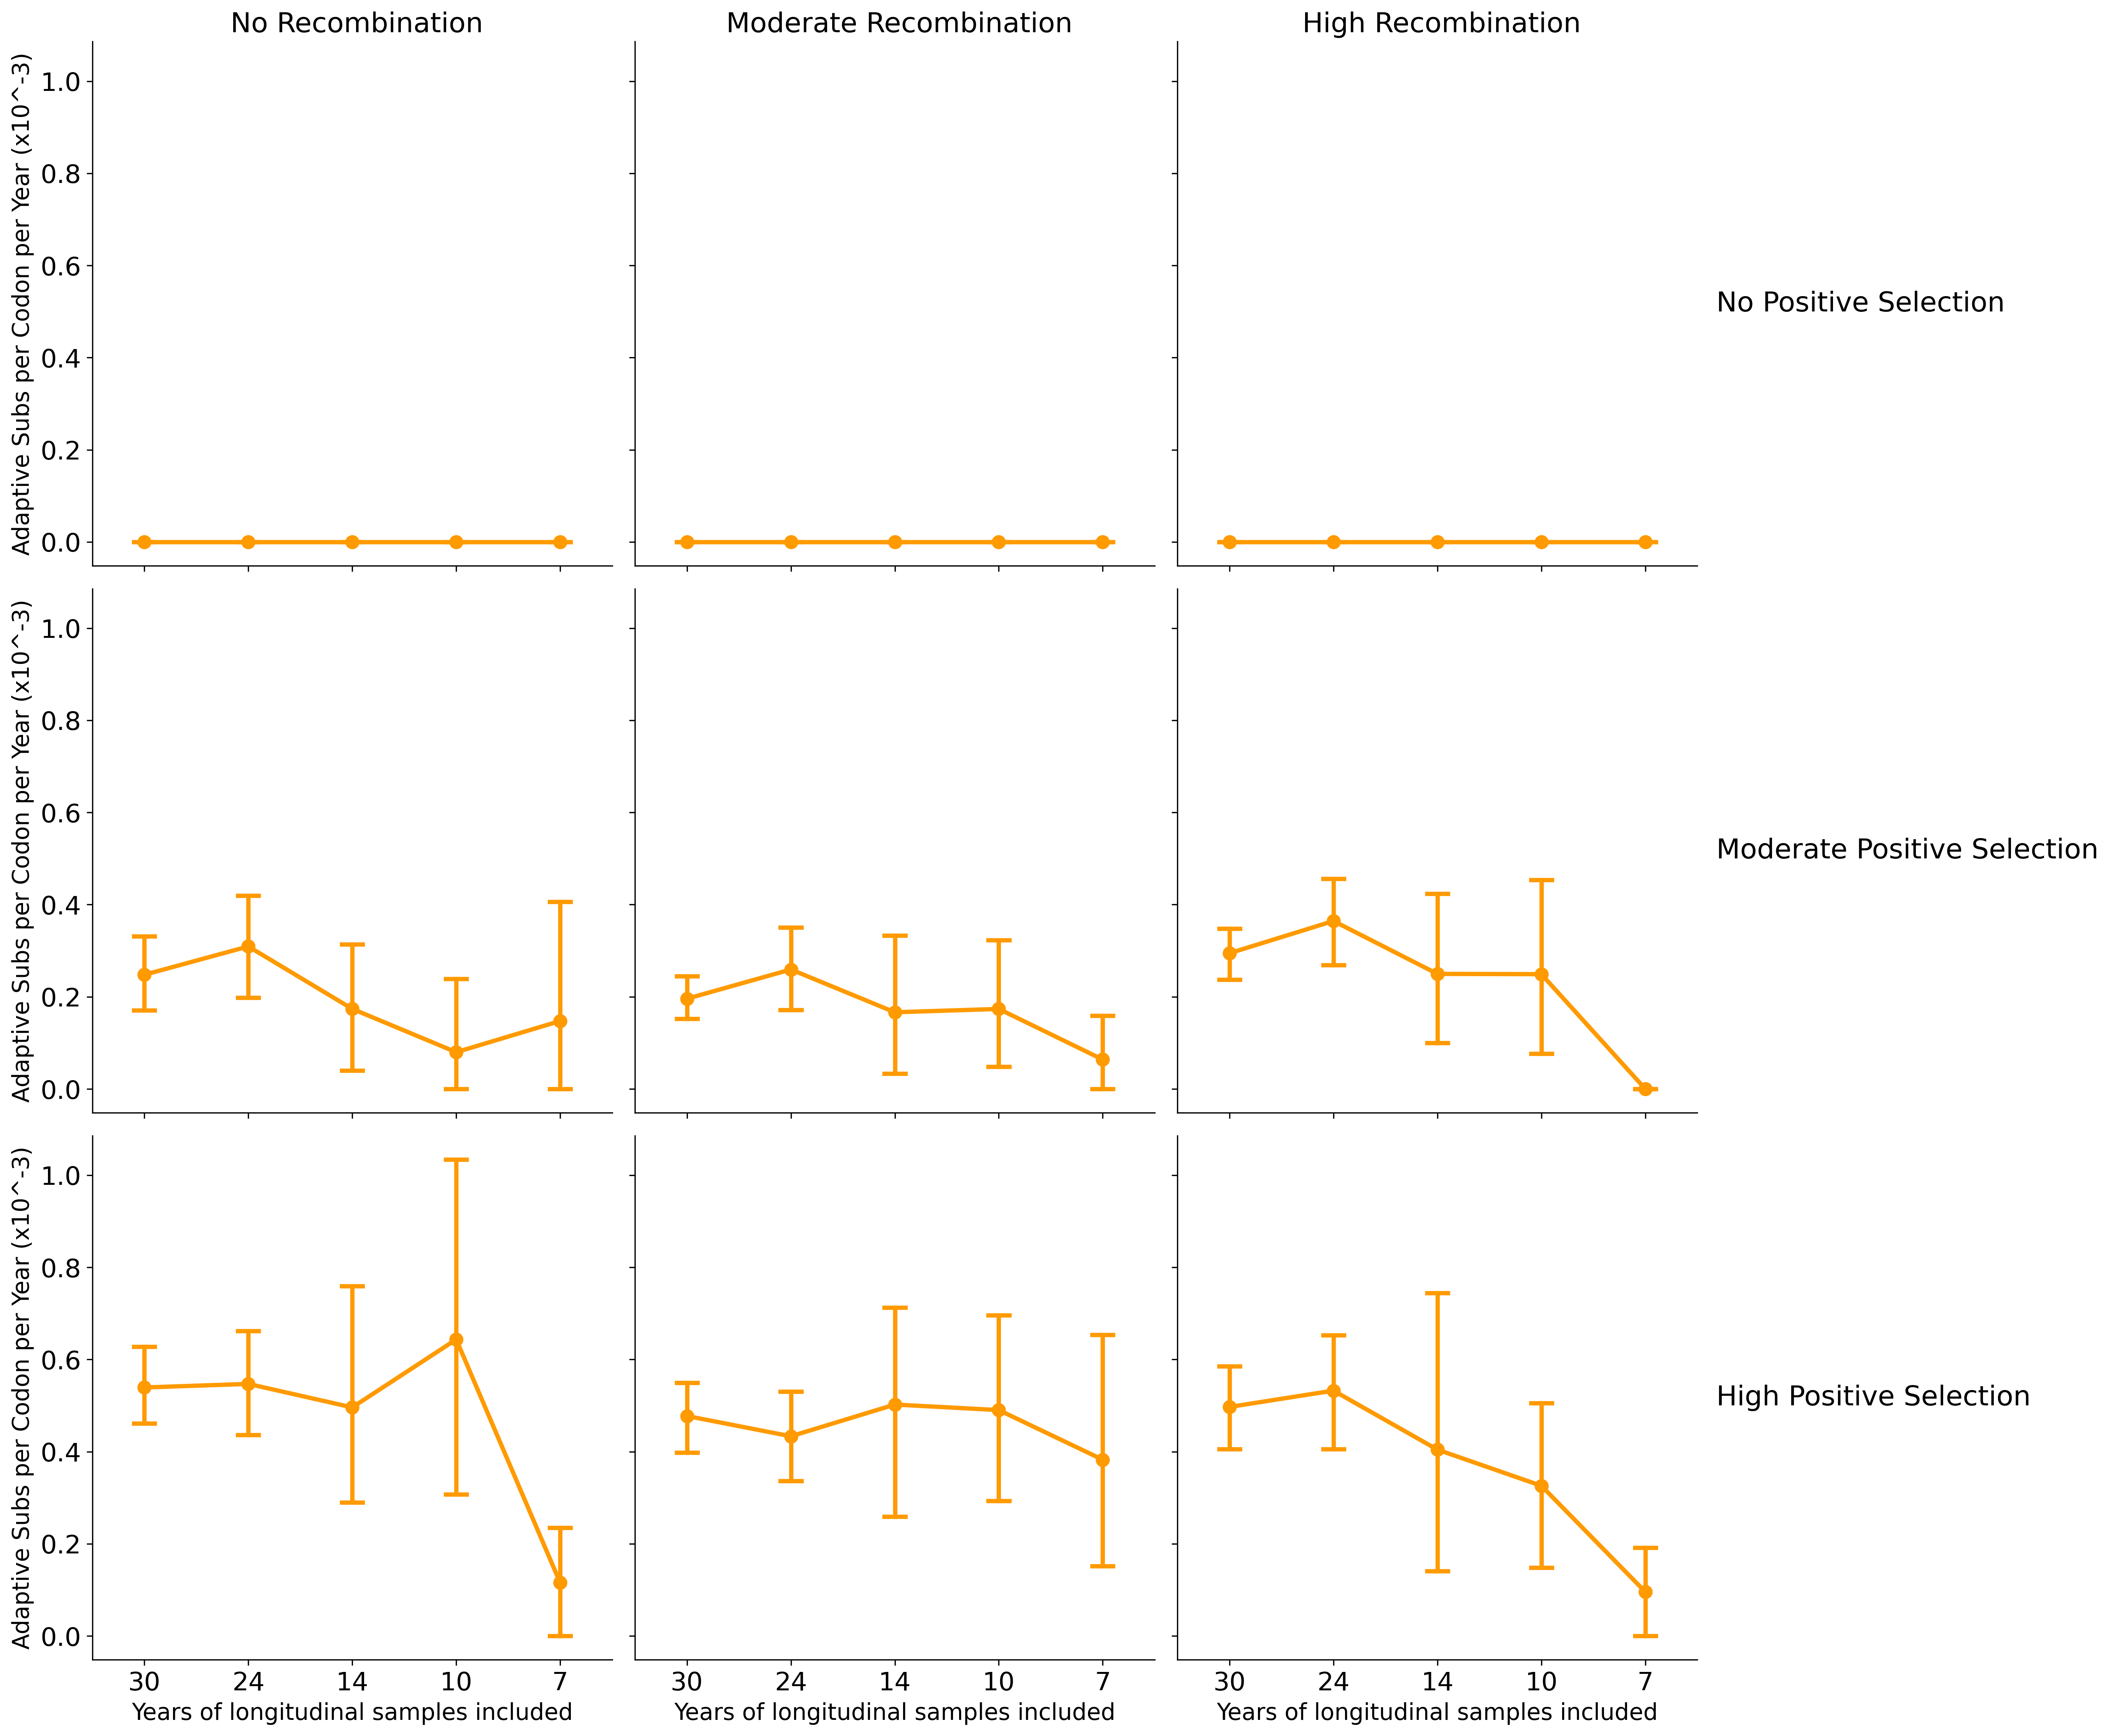 No Recombination
Moderate Recombination
High Recombination
Adaptive Subs per Codon per Year (x10^-3)
1.0
0.8
0.6
0.4
0.2
0.0
No Positive Selection
Adaptive Subs per Codon per Year (x10^-3)
1.0
0.8
0.6
0.4
0.2
0.0
Moderate Positive Selection
Adaptive Subs per Codon per Year (x10^-3)
1.0
0.8
0.6
0.4
0.2
0.0
High Positive Selection
30 24 14 10 7
30 24 14 10 7
30 24 14 10 7
Years of longitudinal samples included
Years of longitudinal samples included
Years of longitudinal samples included